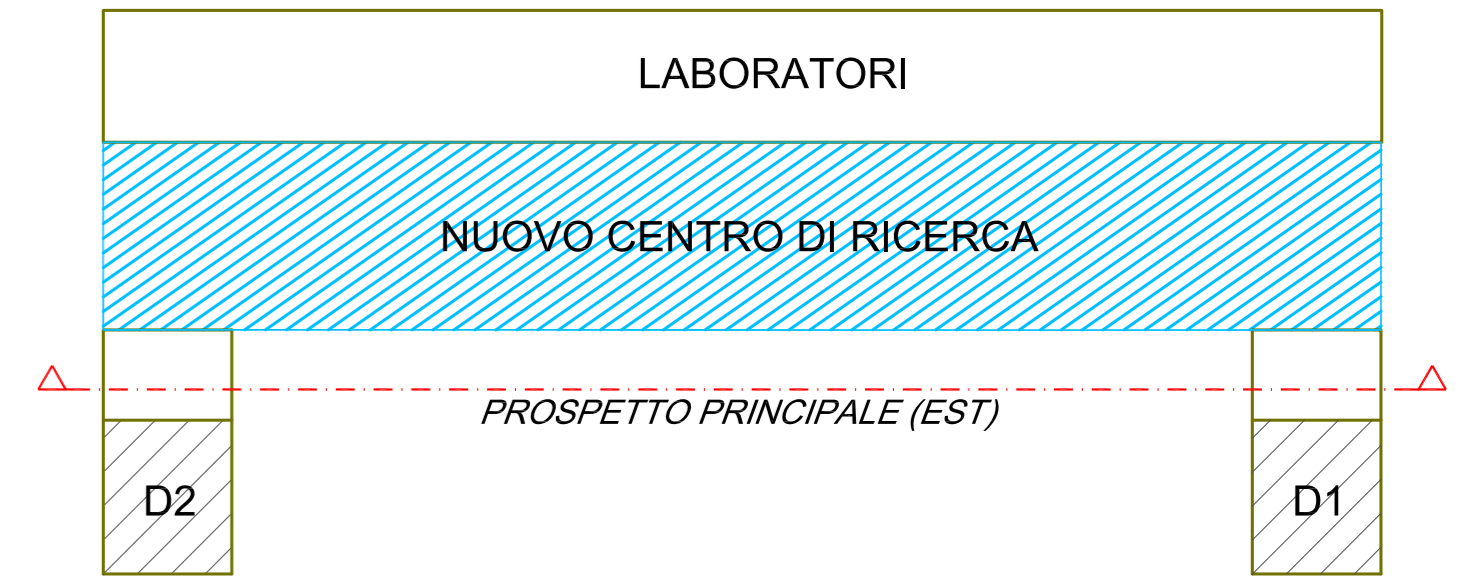 LABORATORI
NUOVO CENTRO DI RICERCA
PROSPETTO PRINCIPALE (EST)
D2
D1